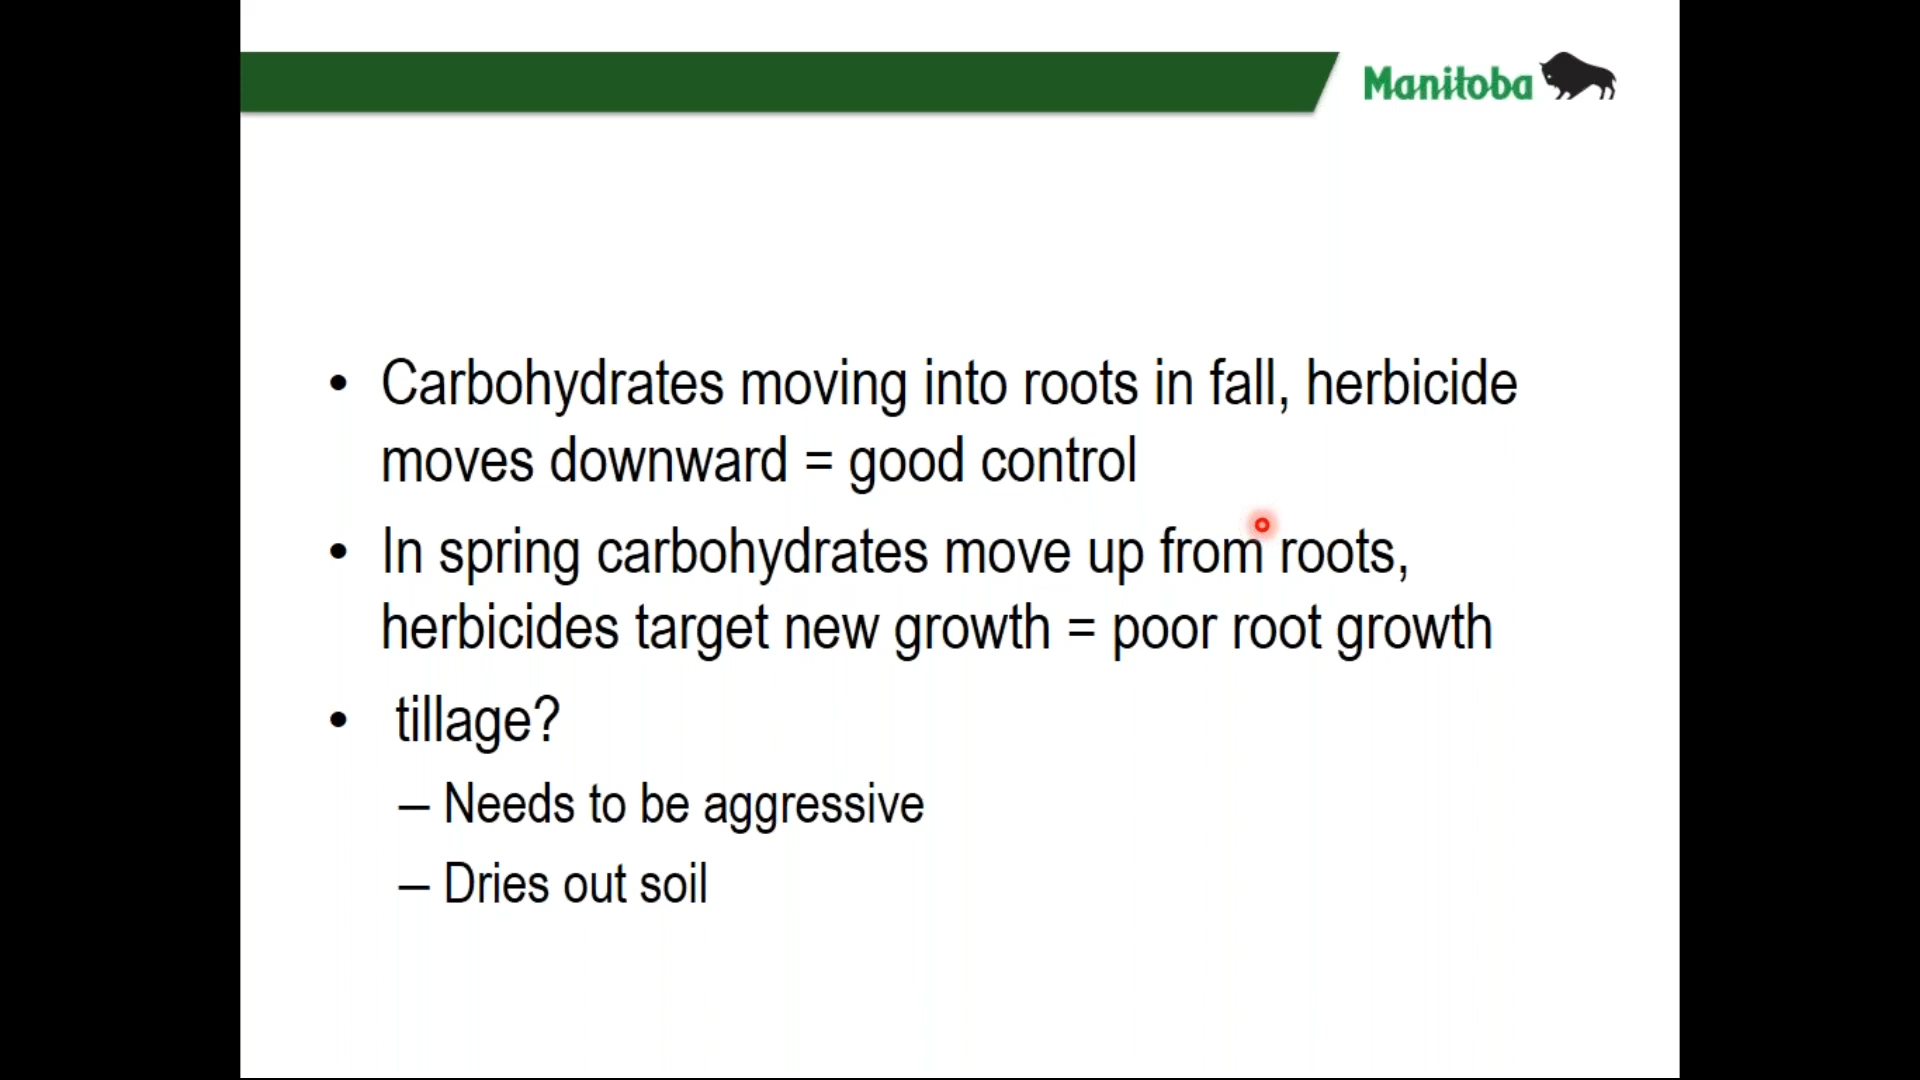 Manitoba
• Carbohydrates moving into roots in fall, herbicide
moves downward = good control
• In spring carbohydrates move up from roots,
herbicides target new growth = poor root growth
• tillage?
– Needs to be aggressive
– Dries out soil